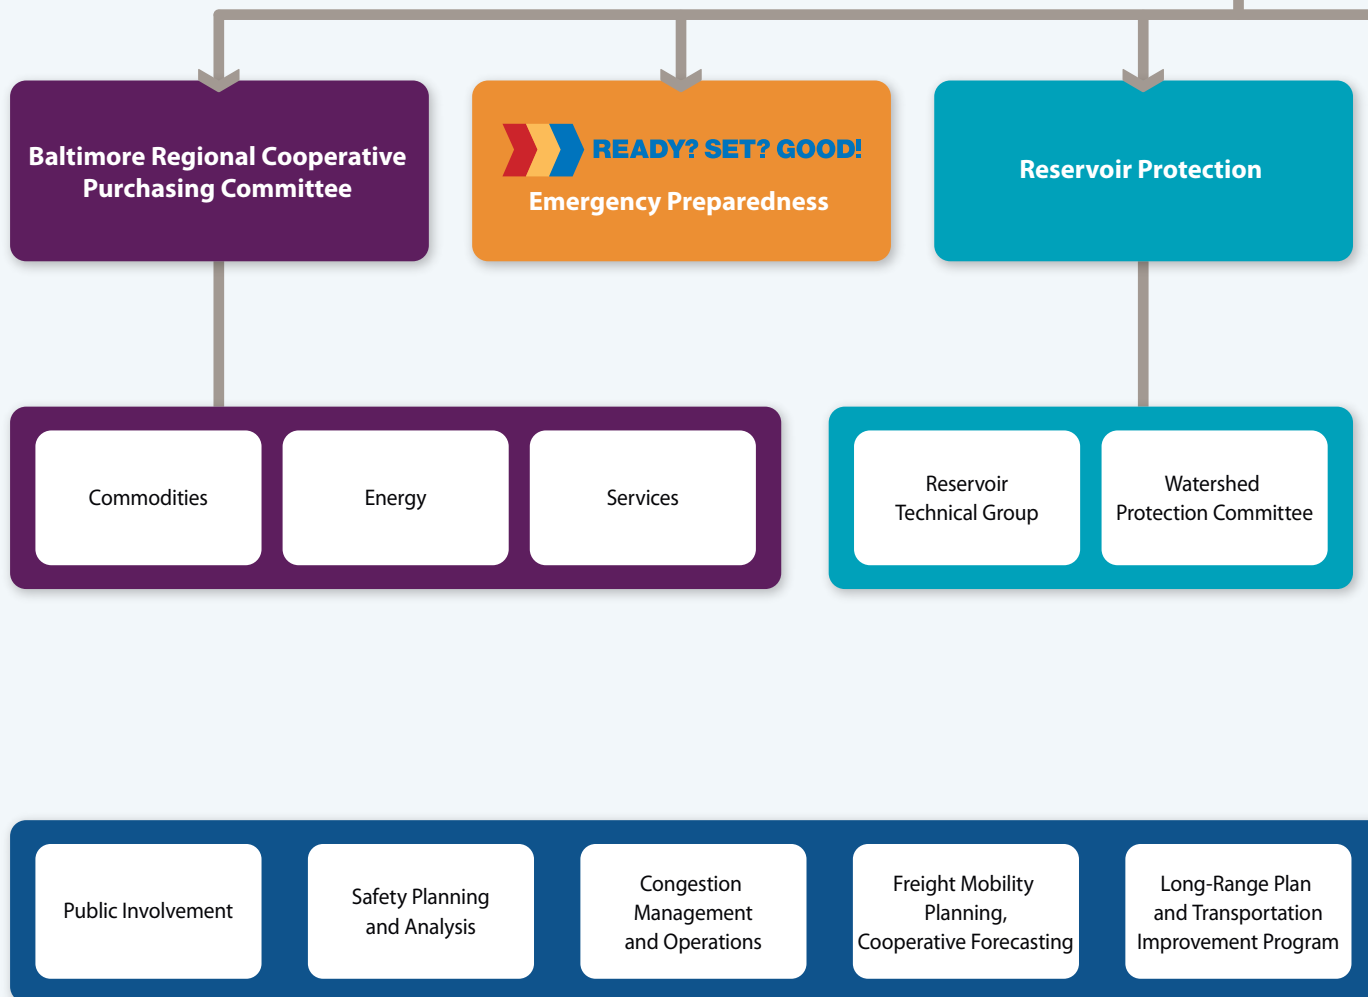 Baltimore Regional Cooperative
Purchasing Committee
READY? SET? GOOD!
Emergency Preparedness
Reservoir Protection
Commodities
Energy
Services
Reservoir
Technical Group
Watershed
Protection Committee
Public Involvement
Safety Planning
and Analysis
Congestion
Management
and Operations
Freight Mobility
Planning,
Cooperative Forecasting
Long-Range Plan
and Transportation
Improvement Program